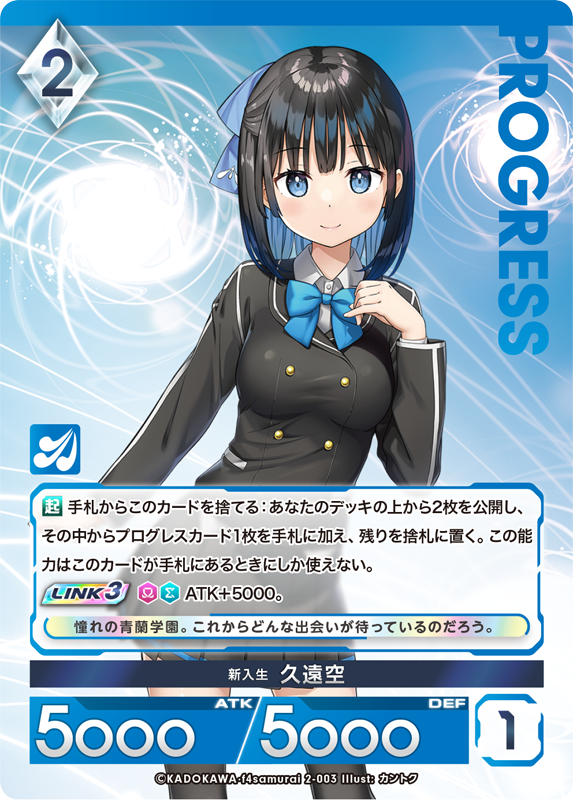 2
PROGRESS
起 手札からこのカードを捨てる：あなたのデッキの上から2枚を公開し、
その中からプログレスカード1枚を手札に加え、残りを捨札に置く。この能
力はこのカードが手札にあるときにしか使えない。
LINK3 Ω Σ ATK+5000。
憧れの青蘭学園。これからどんな出会いが待っているのだろう。
新入生 久遠空
ATK DEF
5000 / 5000 1
©KADOKAWA・f4samurai 2-003 Illust: カントク